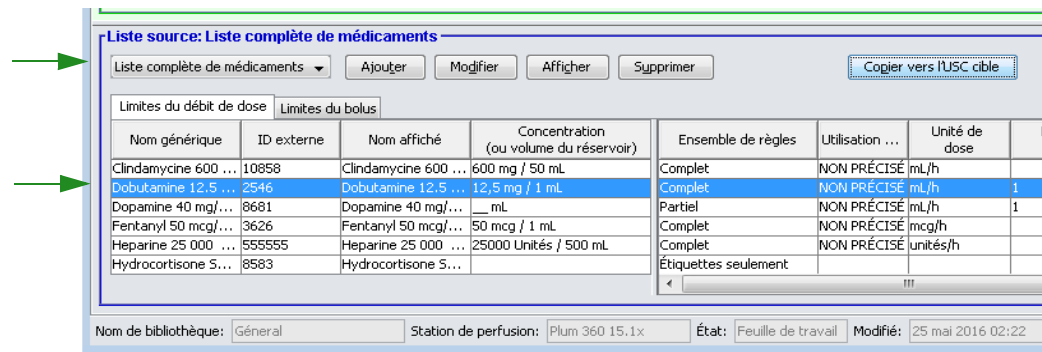 Liste source: Liste complète de médicaments
Liste complète de médicaments Ajouter Modifier Afficher Supprimer Copier vers l'USC cible
Limites du débit de dose Limites du bolus
Nom générique ID externe Nom affiché Concentration (ou volume du réservoir) Ensemble de règles Utilisation ... Unité de dose
Clindamycine 600 ... 10858 Clindamycine 600 ... 600 mg / 50 mL Complet NON PRÉCISÉ mL/h
Dobutamine 12.5 ... 2546 Dobutamine 12.5 ... 12,5 mg / 1 mL Complet NON PRÉCISÉ mL/h 1
Dopamine 40 mg/... 8681 Dopamine 40 mg/... __ mL Partiel NON PRÉCISÉ mL/h 1
Fentanyl 50 mcg/... 3626 Fentanyl 50 mcg/... 50 mcg / 1 mL Complet NON PRÉCISÉ mcg/h
Heparine 25 000 ... 555555 Heparine 25 000 ... 25000 Unités / 500 mL Complet NON PRÉCISÉ unités/h
Hydrocortisone S... 8583 Hydrocortisone S... Étiquettes seulement
Nom de bibliothèque: Géneral Station de perfusion: Plum 360 15.1x État: Feuille de travail Modifié: 25 mai 2016 02:22